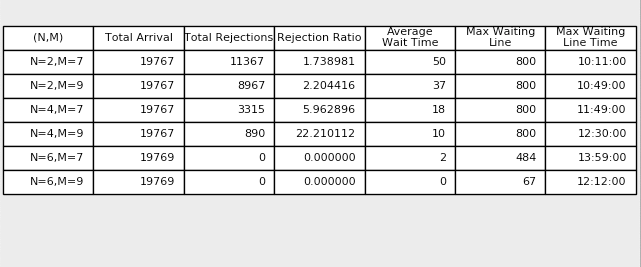 (N,M) Total Arrival Total Rejections Rejection Ratio Average Wait Time Max Waiting Line Max Waiting Line Time
N=2,M=7 19767 11367 1.738981 50 800 10:11:00
N=2,M=9 19767 8967 2.204416 37 800 10:49:00
N=4,M=7 19767 3315 5.962896 18 800 11:49:00
N=4,M=9 19767 890 22.210112 10 800 12:30:00
N=6,M=7 19769 0 0.000000 2 484 13:59:00
N=6,M=9 19769 0 0.000000 0 67 12:12:00